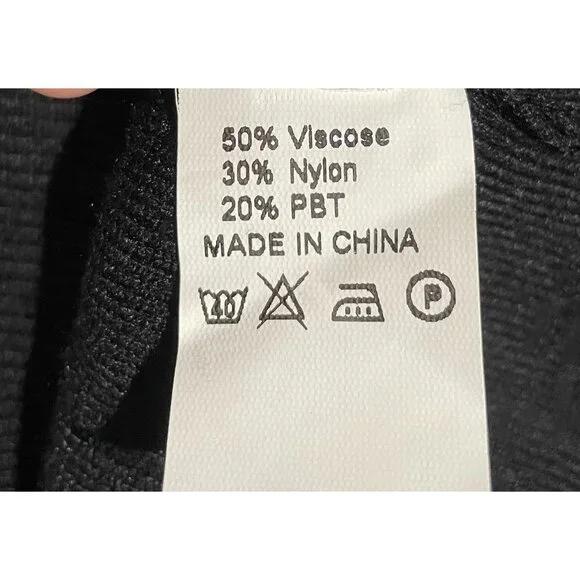 50% Viscose
30% Nylon
20% PBT
MADE IN CHINA
40 P